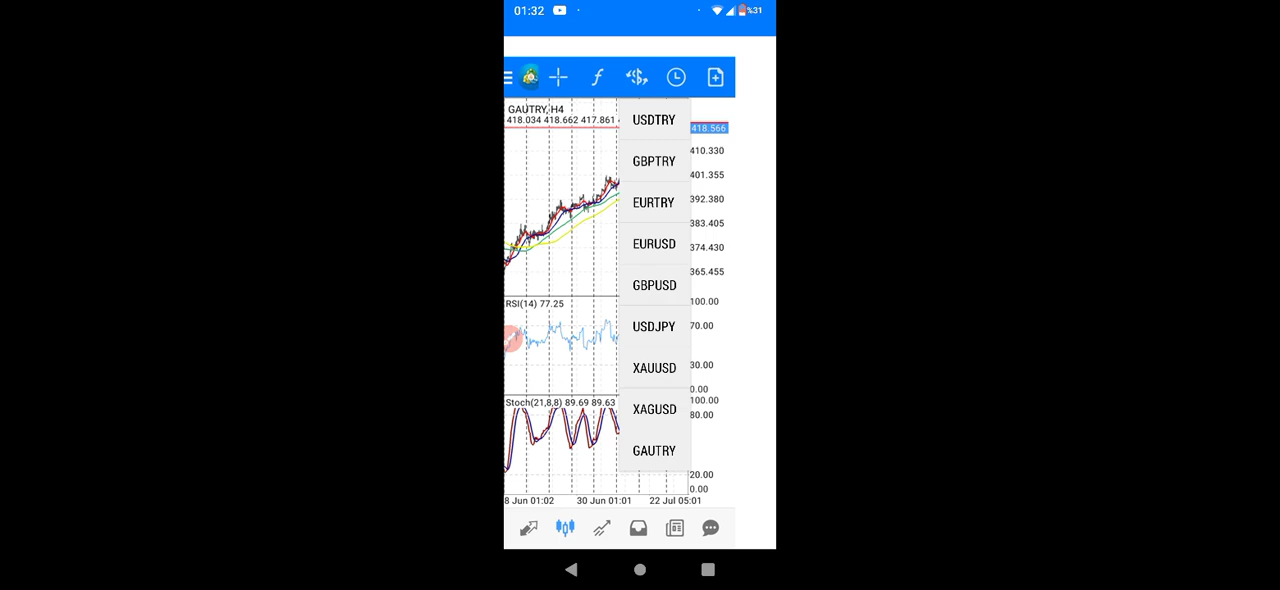 01:32
%31
GAUTRY, H4
418.034 418.662 417.861
USDTRY
GBPTRY
EURTRY
EURUSD
GBPUSD
USDJPY
XAUUSD
XAGUSD
GAUTRY
418.566
410.330
401.355
392.380
383.405
374.430
365.455
RSI(14) 77.25
100.00
70.00
30.00
0.00
Stoch(21,8,8) 89.69 89.63
100.00
80.00
20.00
0.00
8 Jun 01:02
30 Jun 01:01
22 Jul 05:01